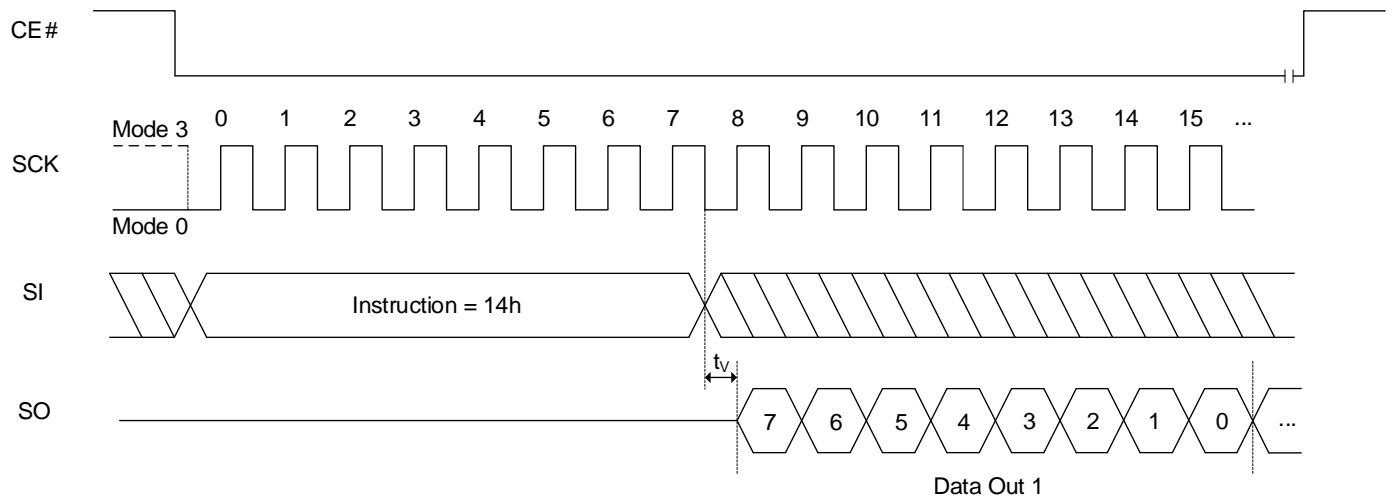 CE#
0 1 2 3 4 5 6 7 8 9 10 11 12 13 14 15 ...
Mode 3
SCK
Mode 0
SI
Instruction = 14h
tV
SO
7 6 5 4 3 2 1 0 ...
Data Out 1